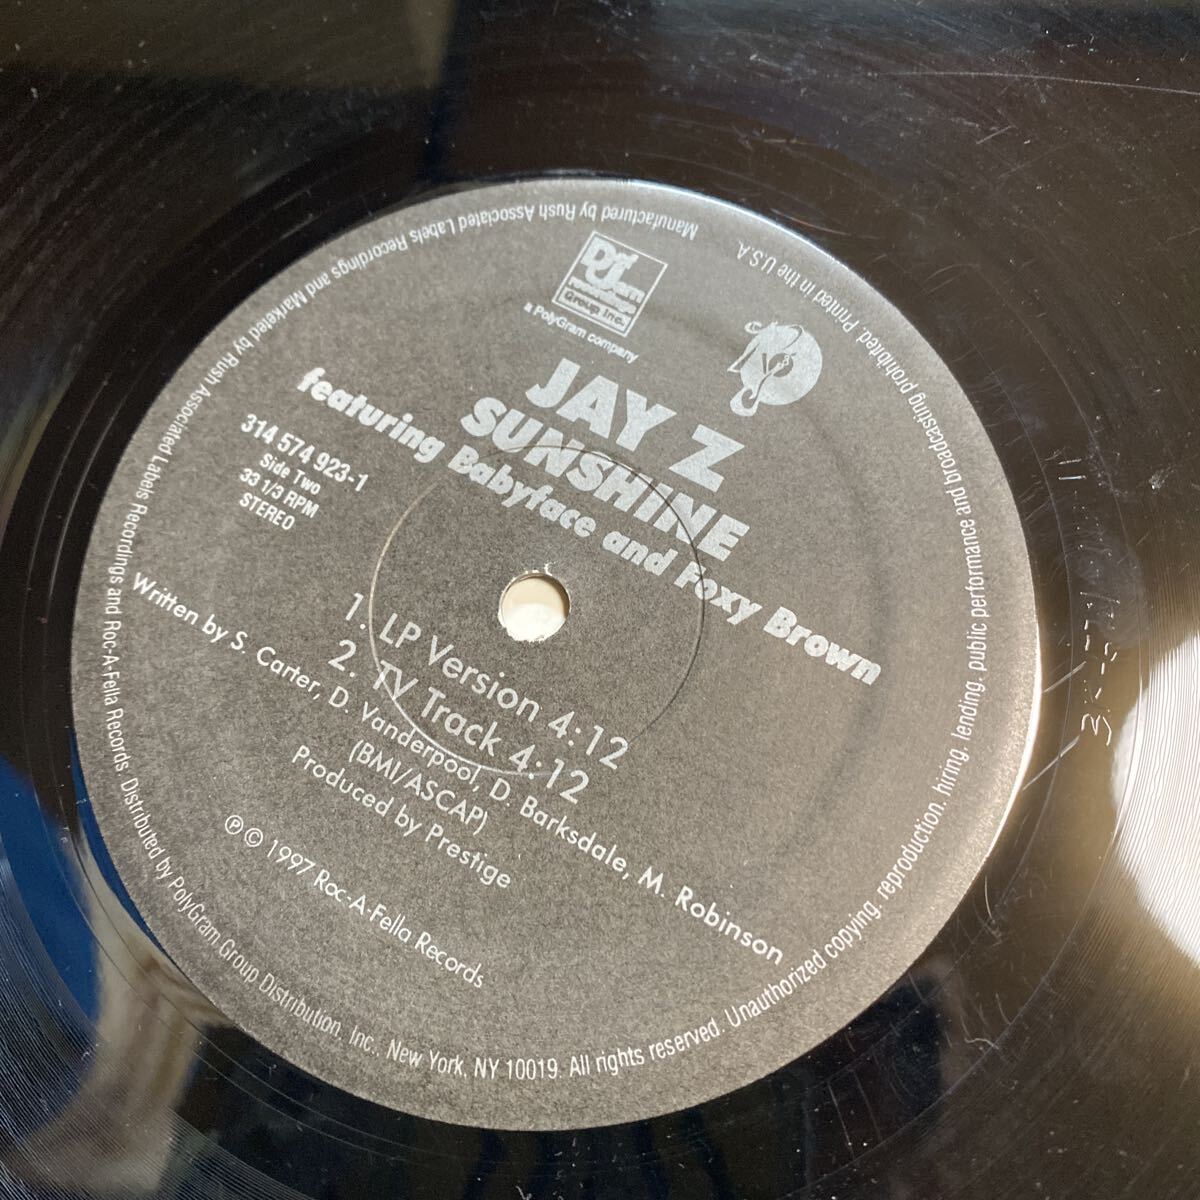 Def Jam
Group Inc.
a PolyGram company
JAY Z
SUNSHINE
featuring Babyface and Foxy Brown
314 574 923-1
Side Two
33 1/3 RPM
STEREO
1. LP Version 4:12
2. TV Track 4:12
Written by S. Carter, D. Vanderpool, D. Barksdale, M. Robinson
(BMI/ASCAP)
Produced by Prestige
℗ © 1997 Roc-A-Fella Records
Manufactured by Rush Associated Labels Recordings and Marketed by Rush Associated Labels Recordings and Roc-A-Fella Records. Distributed by PolyGram Group Distribution, Inc., New York, NY 10019. All rights reserved. Unauthorized copying, reproduction, hiring, lending, public performance and broadcasting prohibited. Printed in the U.S.A.